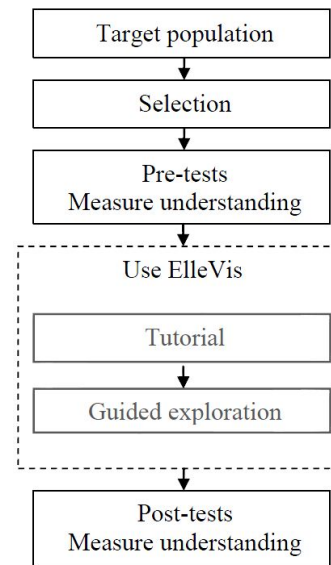 Target population
Selection
Pre-tests
Measure understanding
Use ElleVis
Tutorial
Guided exploration
Post-tests
Measure understanding